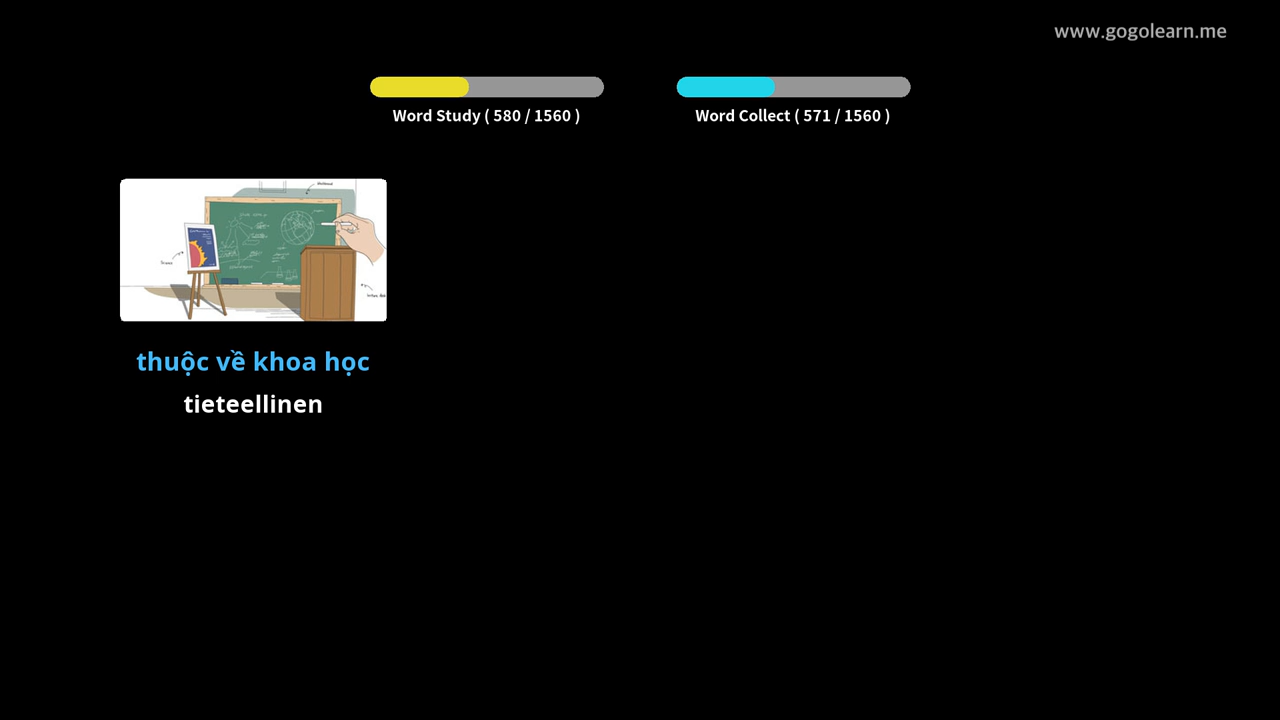 www.gogolearn.me
Word Study ( 580 / 1560 )
Word Collect ( 571 / 1560 )
thuộc về khoa học
tieteellinen